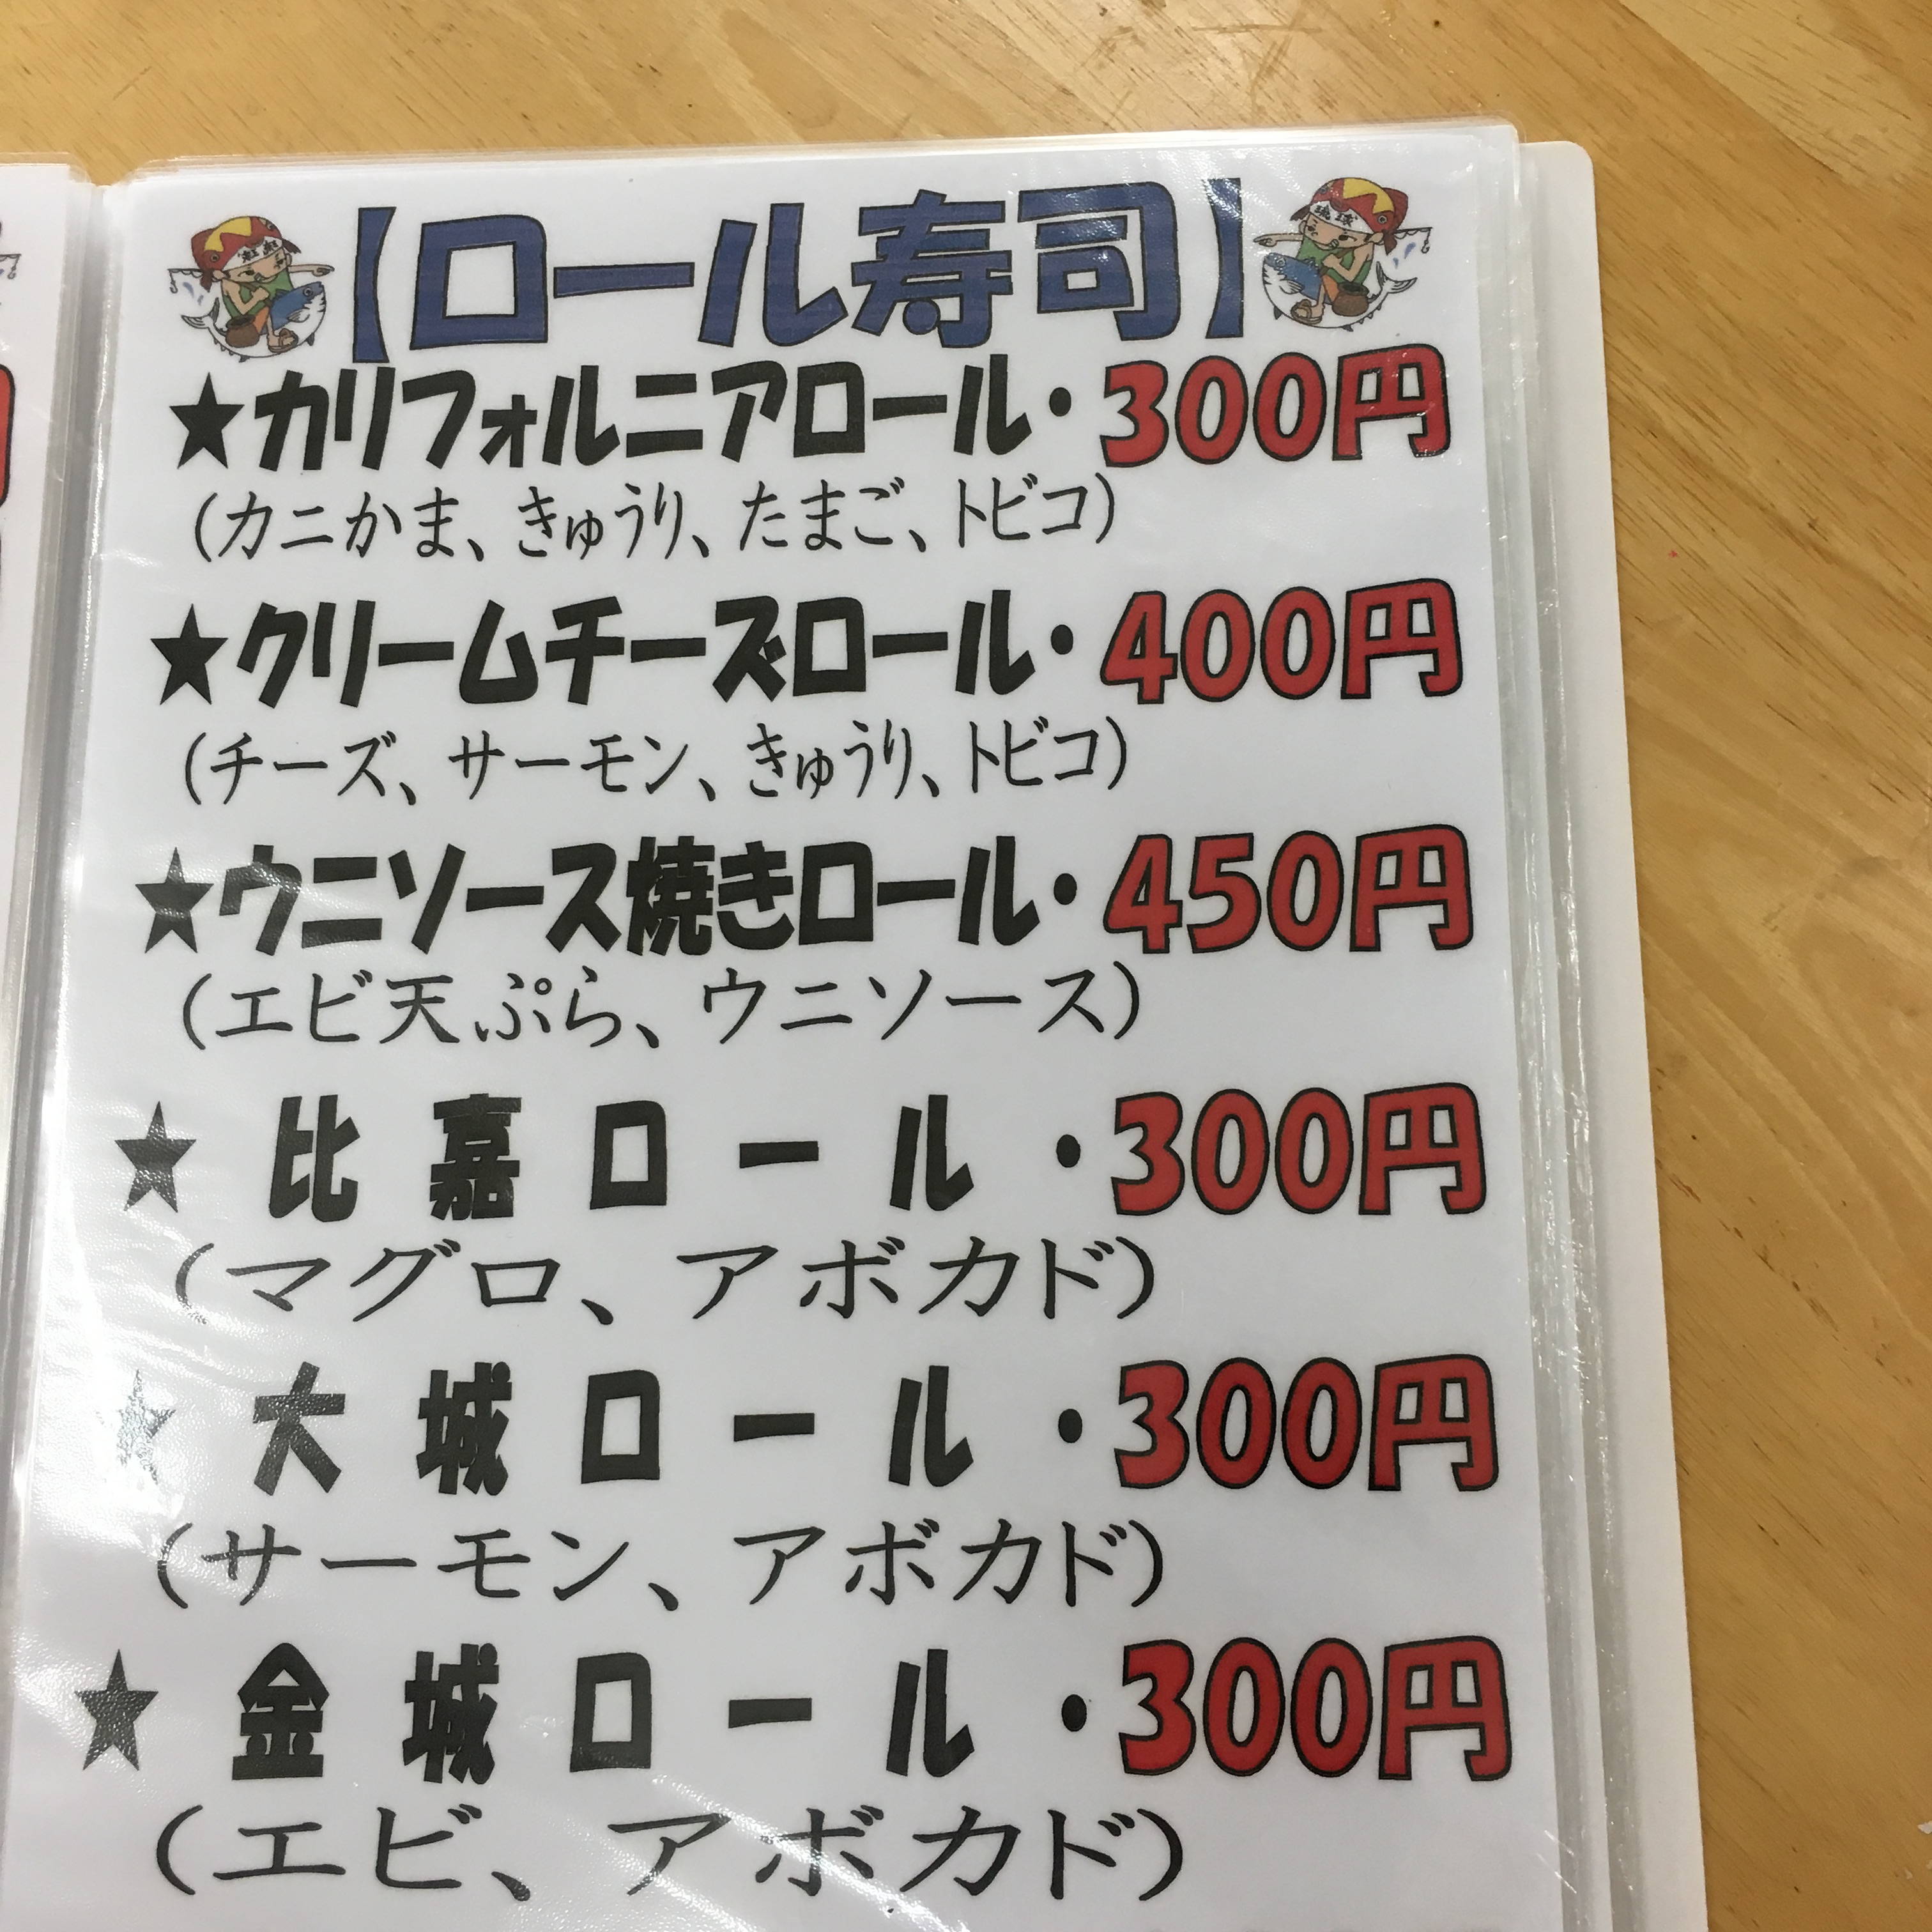 【ロール寿司】
★カリフォルニアロール・300円
(カニかま、きゅうり、たまご、トビコ)
★クリームチーズロール・400円
(チーズ、サーモン、きゅうり、トビコ)
★ウニソース焼きロール・450円
(エビ天ぷら、ウニソース)
★比嘉ロール・300円
(マグロ、アボカド)
★大城ロール・300円
(サーモン、アボカド)
★金城ロール・300円
(エビ、アボカド)